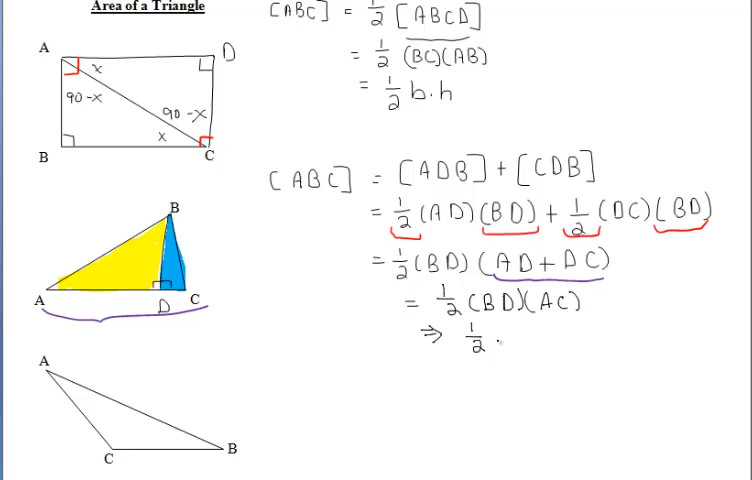 Area of a Triangle
[ABC] = 1/2 [ABCD]
= 1/2 (BC)(AB)
= 1/2 b·h
A
D
x
90-x
90-x
x
B
C
[ABC] = [ADB] + [CDB]
= 1/2 (AD)(BD) + 1/2 (DC)(BD)
= 1/2 (BD) (AD + DC)
= 1/2 (BD)(AC)
⇒ 1/2 ·
B
A
D
C
A
C
B